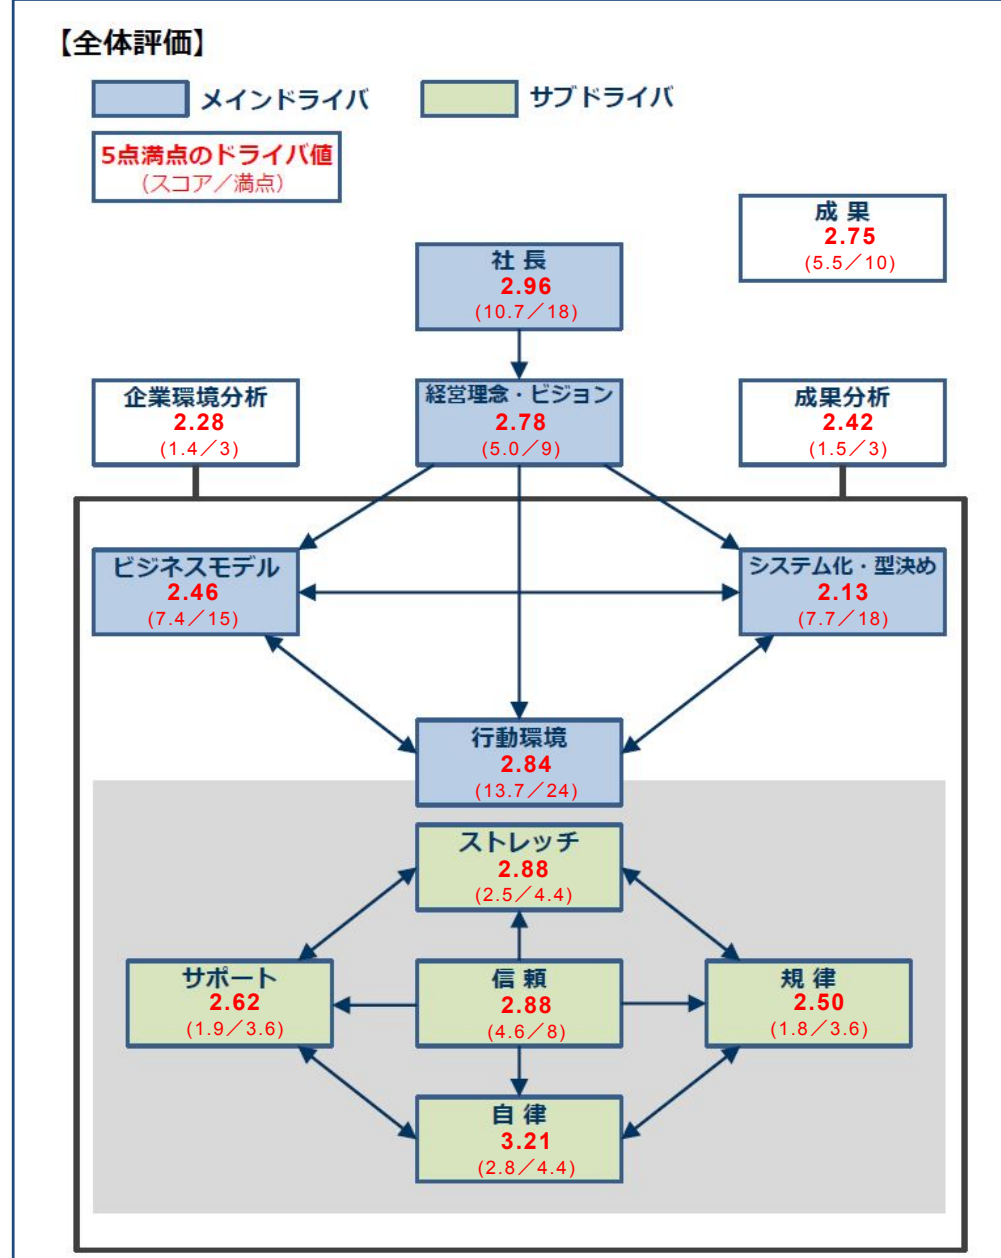 【全体評価】
メインドライバ
サブドライバ
5点満点のドライバ値
(スコア／満点)
成 果
2.75
(5.5／10)
社 長
2.96
(10.7／18)
企業環境分析
2.28
(1.4／3)
経営理念・ビジョン
2.78
(5.0／9)
成果分析
2.42
(1.5／3)
ビジネスモデル
2.46
(7.4／15)
システム化・型決め
2.13
(7.7／18)
行動環境
2.84
(13.7／24)
ストレッチ
2.88
(2.5／4.4)
サポート
2.62
(1.9／3.6)
信 頼
2.88
(4.6／8)
規 律
2.50
(1.8／3.6)
自 律
3.21
(2.8／4.4)